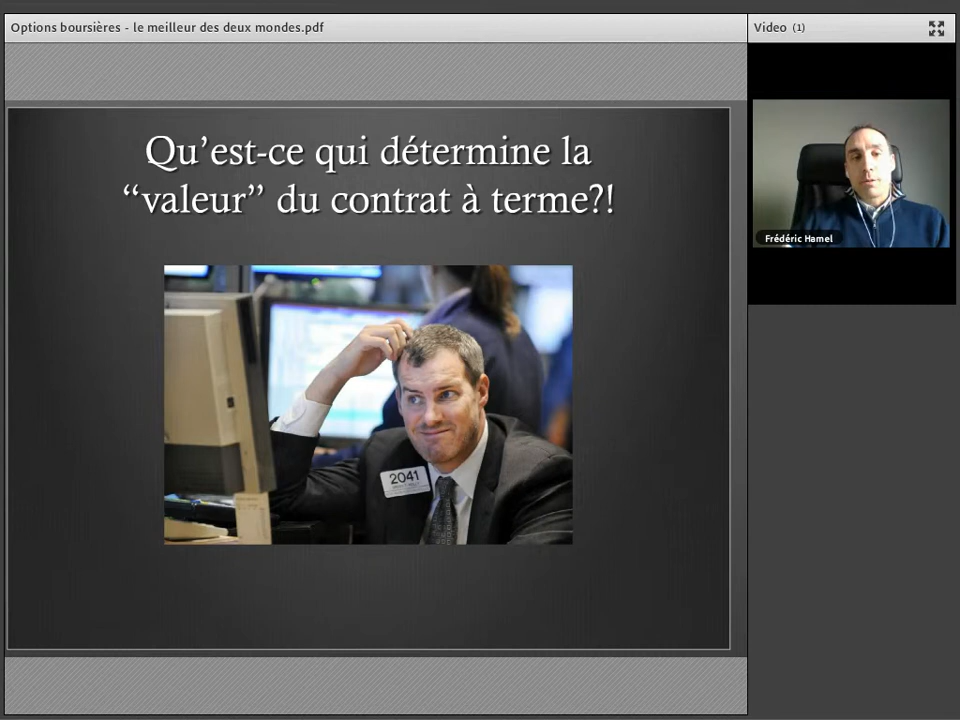 Options boursières - le meilleur des deux mondes.pdf
Video (1)
Qu’est-ce qui détermine la
“valeur” du contrat à terme?!
Frédéric Hamel
2041